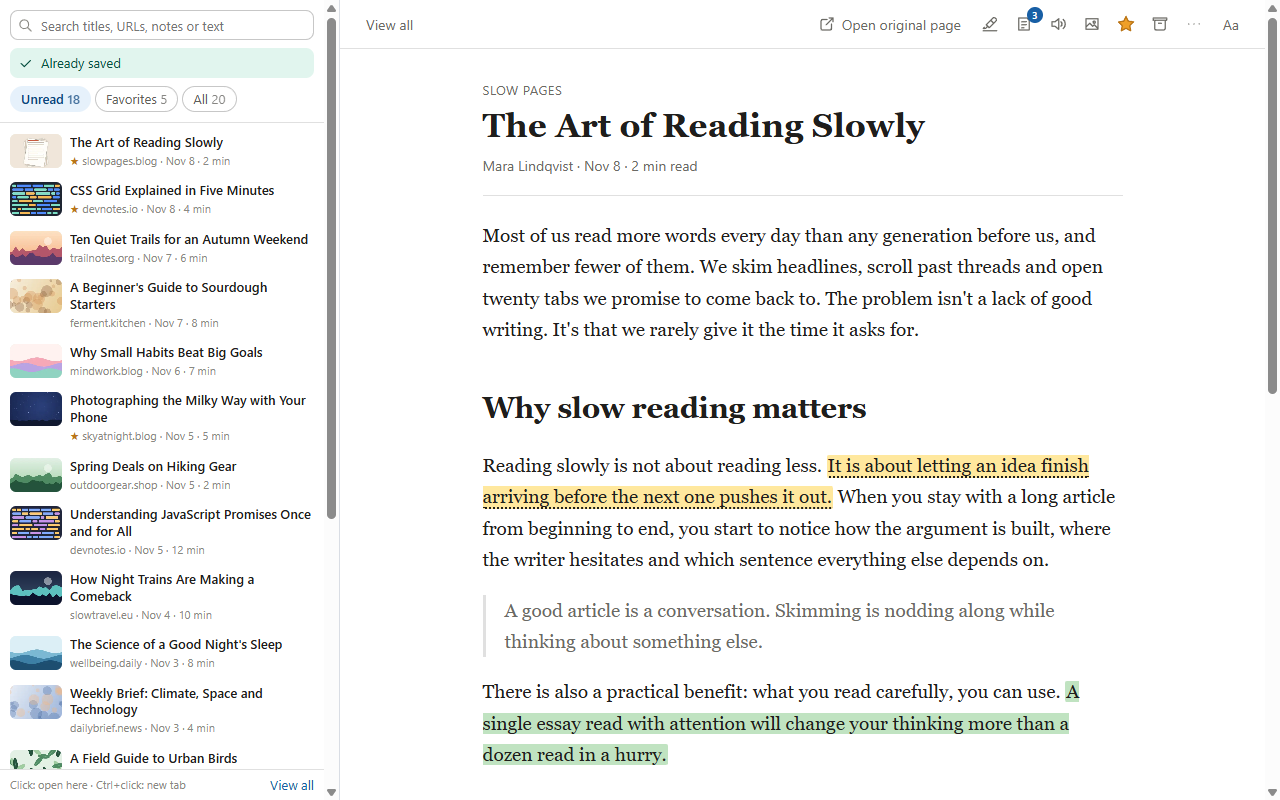 Search titles, URLs, notes or text
Already saved
Unread 18
Favorites 5
All 20
The Art of Reading Slowly
★ slowpages.blog · Nov 8 · 2 min
CSS Grid Explained in Five Minutes
★ devnotes.io · Nov 8 · 4 min
Ten Quiet Trails for an Autumn Weekend
trailnotes.org · Nov 7 · 6 min
A Beginner's Guide to Sourdough
Starters
ferment.kitchen · Nov 7 · 8 min
Why Small Habits Beat Big Goals
mindwork.blog · Nov 6 · 7 min
Photographing the Milky Way with Your
Phone
★ skyatnight.blog · Nov 5 · 5 min
Spring Deals on Hiking Gear
outdoorgear.shop · Nov 5 · 2 min
Understanding JavaScript Promises Once
and for All
devnotes.io · Nov 5 · 12 min
How Night Trains Are Making a
Comeback
slowtravel.eu · Nov 4 · 10 min
The Science of a Good Night's Sleep
wellbeing.daily · Nov 3 · 8 min
Weekly Brief: Climate, Space and
Technology
dailybrief.news · Nov 3 · 4 min
A Field Guide to Urban Birds
Click: open here · Ctrl+click: new tab
View all
View all
Open original page
3
Aa
SLOW PAGES
The Art of Reading Slowly
Mara Lindqvist · Nov 8 · 2 min read
Most of us read more words every day than any generation before us, and
remember fewer of them. We skim headlines, scroll past threads and open
twenty tabs we promise to come back to. The problem isn't a lack of good
writing. It's that we rarely give it the time it asks for.
Why slow reading matters
Reading slowly is not about reading less. It is about letting an idea finish
arriving before the next one pushes it out. When you stay with a long article
from beginning to end, you start to notice how the argument is built, where
the writer hesitates and which sentence everything else depends on.
A good article is a conversation. Skimming is nodding along while
thinking about something else.
There is also a practical benefit: what you read carefully, you can use. A
single essay read with attention will change your thinking more than a
dozen read in a hurry.